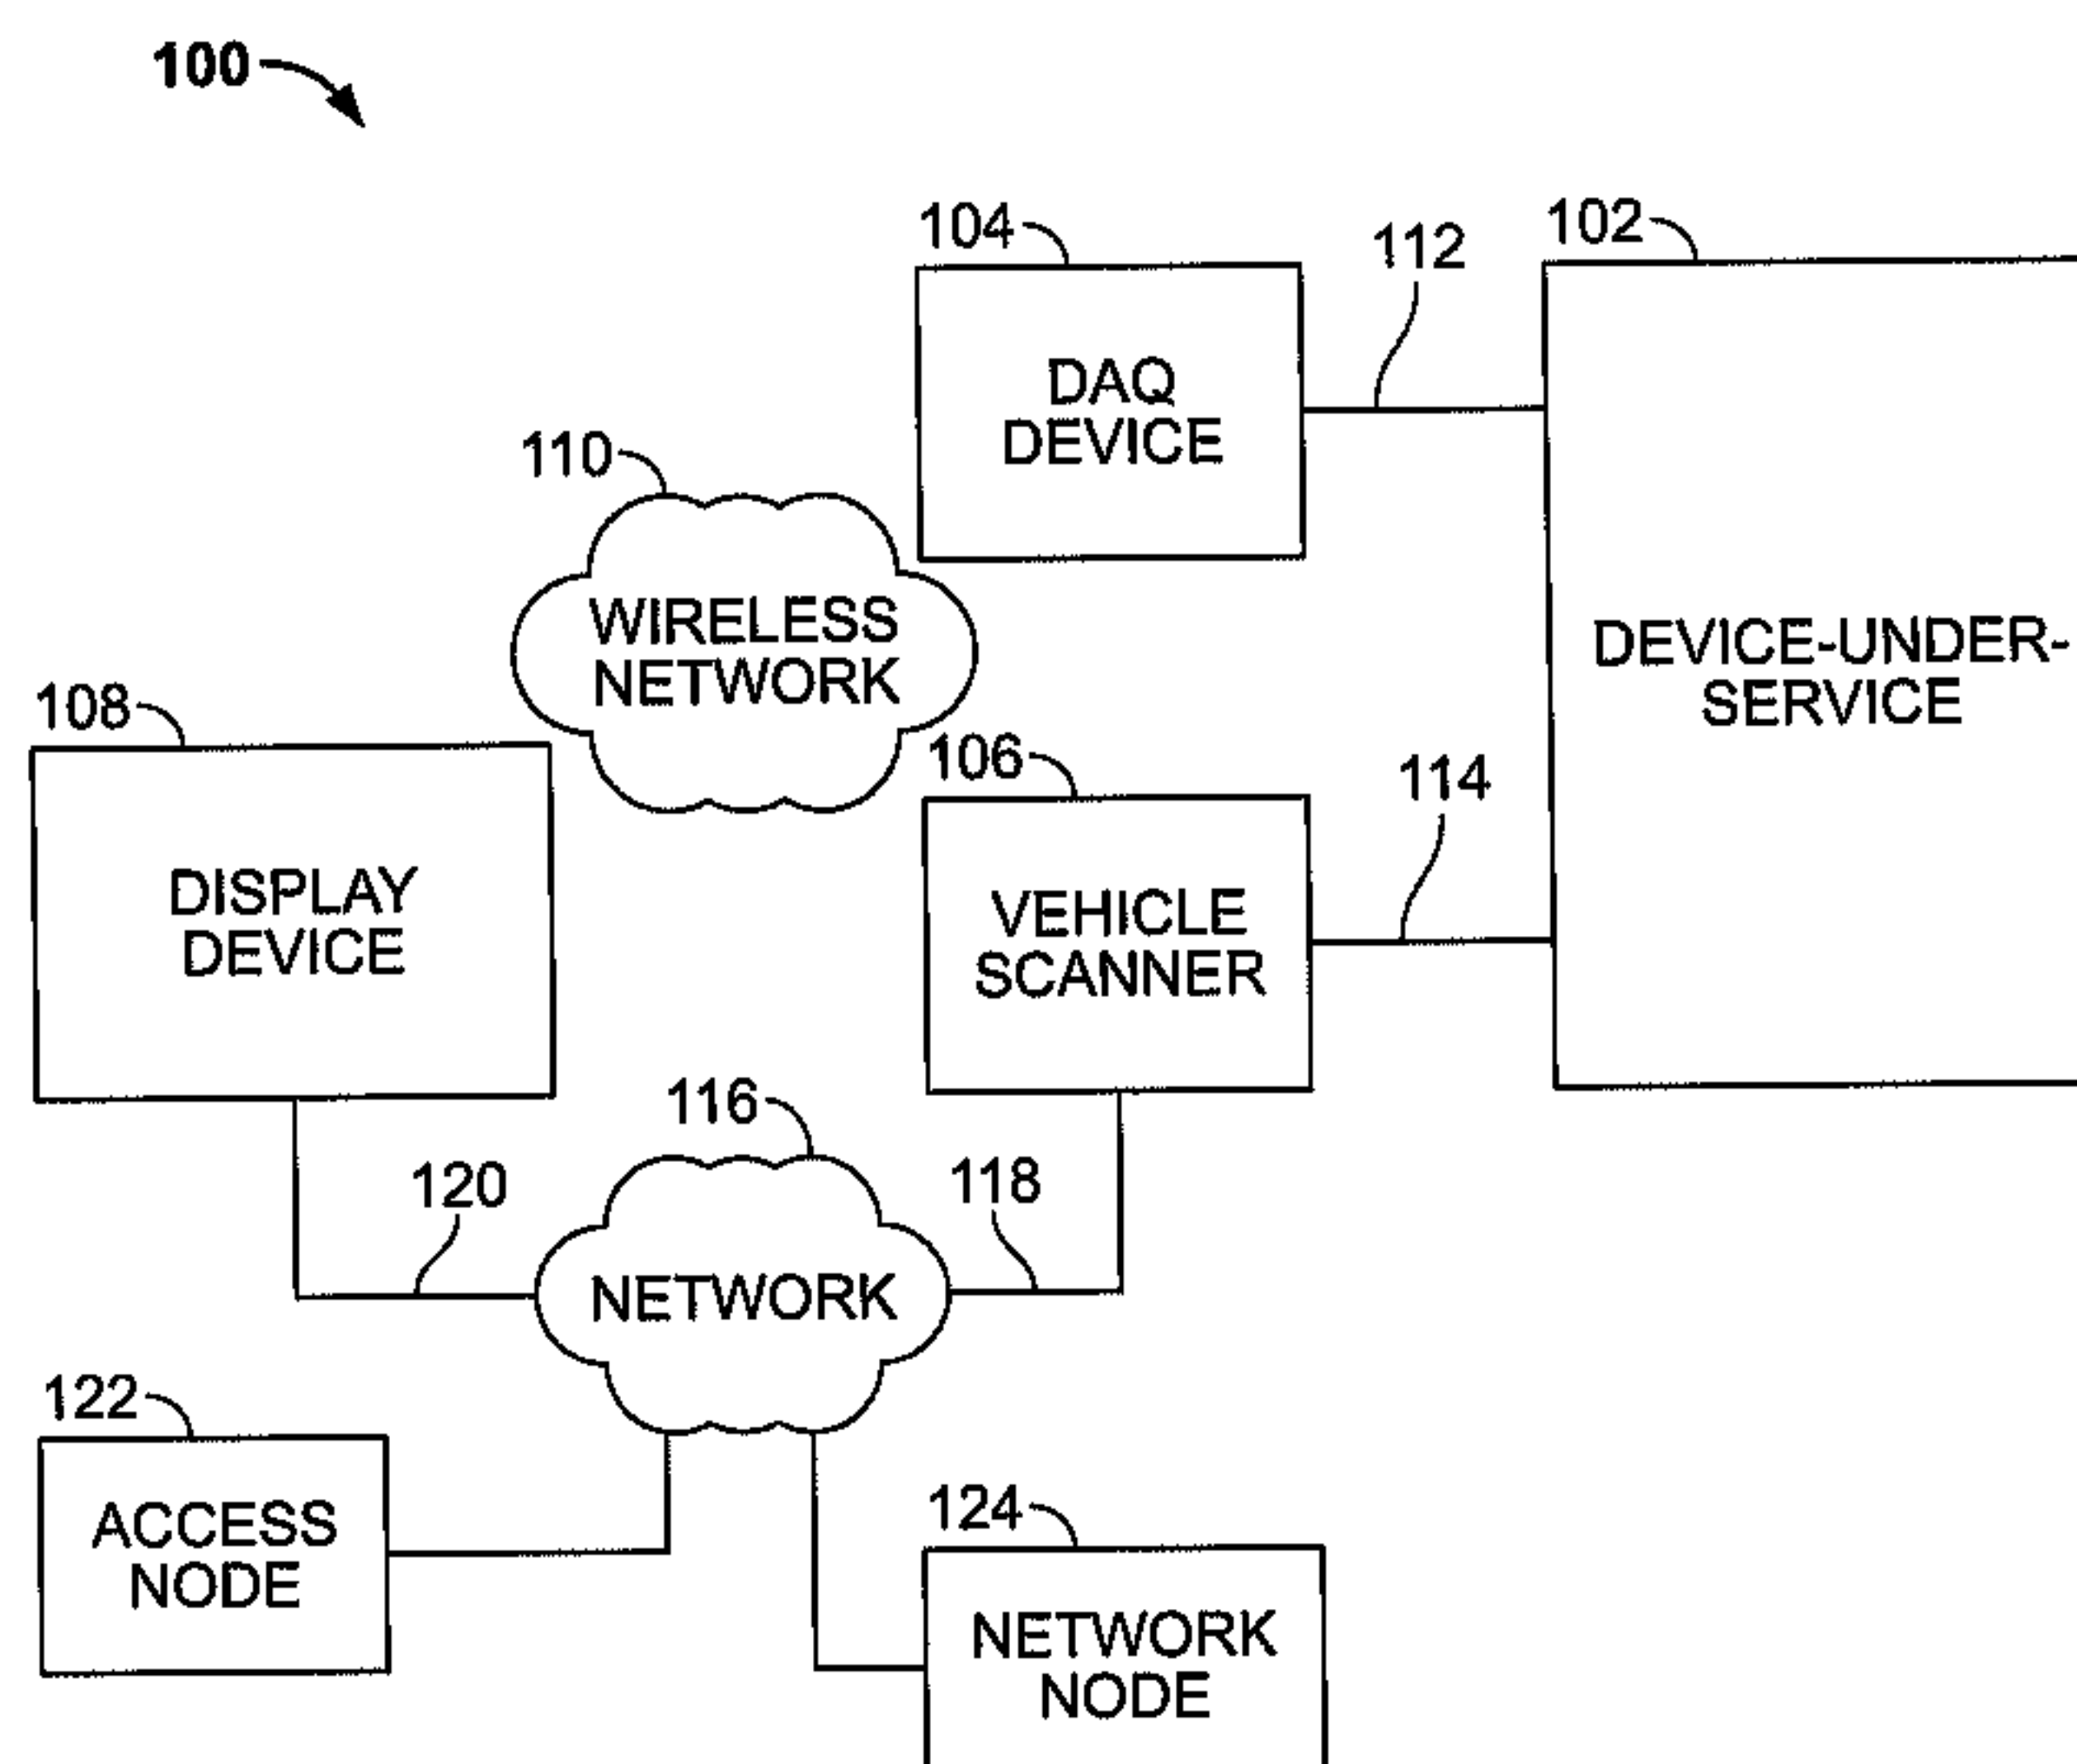 100
104
112
102
DAQ
DEVICE
110
WIRELESS
NETWORK
DEVICE-UNDER-
SERVICE
108
106
114
DISPLAY
DEVICE
VEHICLE
SCANNER
116
120
118
NETWORK
122
ACCESS
NODE
124
NETWORK
NODE